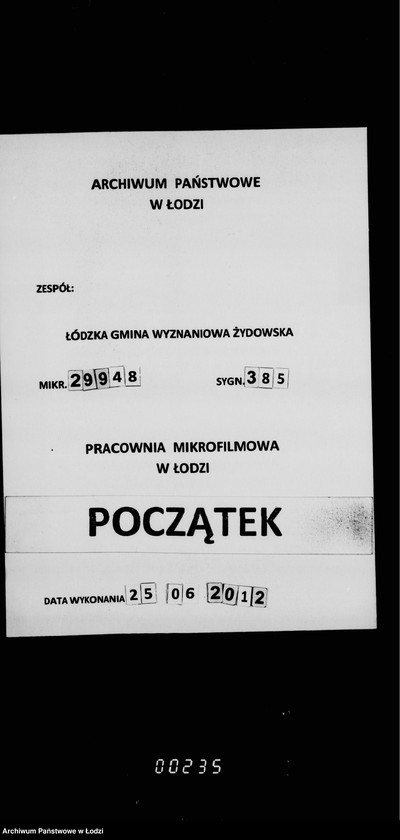 ARCHIWUM PAŃSTWOWE
W ŁODZI
ZESPÓŁ:
ŁÓDZKA GMINA WYZNANIOWA ŻYDOWSKA
MIKR. 29948 SYGN. 385
PRACOWNIA MIKROFILMOWA
W ŁODZI
POCZĄTEK
DATA WYKONANIA 25 06 2012
00235
Archiwum Państwowe w Łodzi